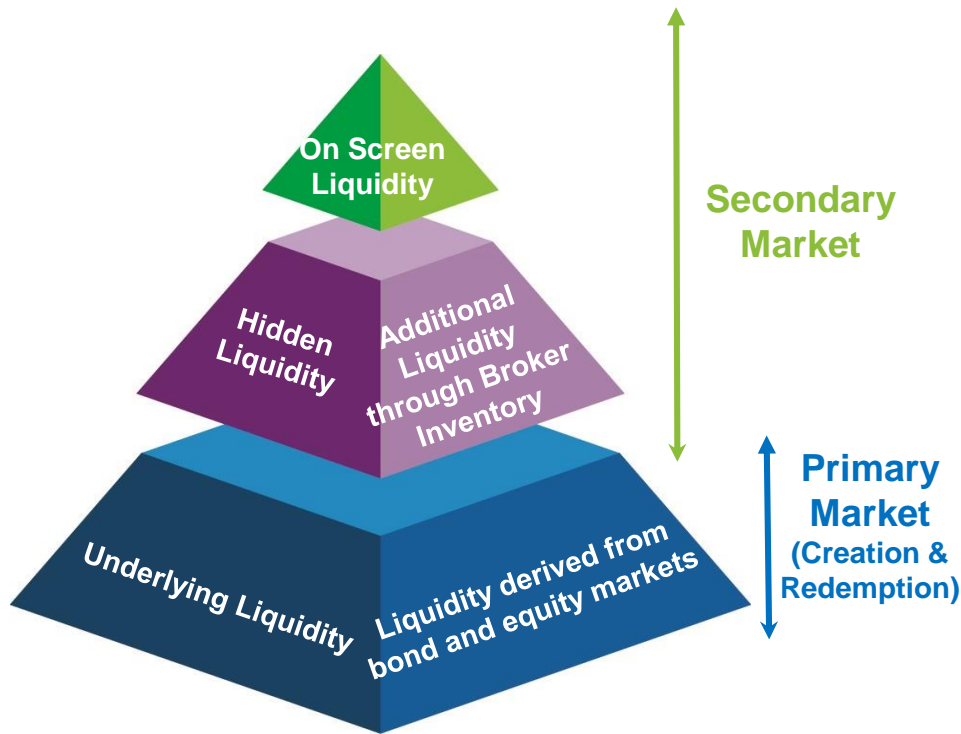 On Screen
Liquidity
Secondary
Market
Hidden
Liquidity
Additional
Liquidity
through Broker
Inventory
Primary
Market
(Creation &
Redemption)
Underlying Liquidity
Liquidity derived from
bond and equity markets